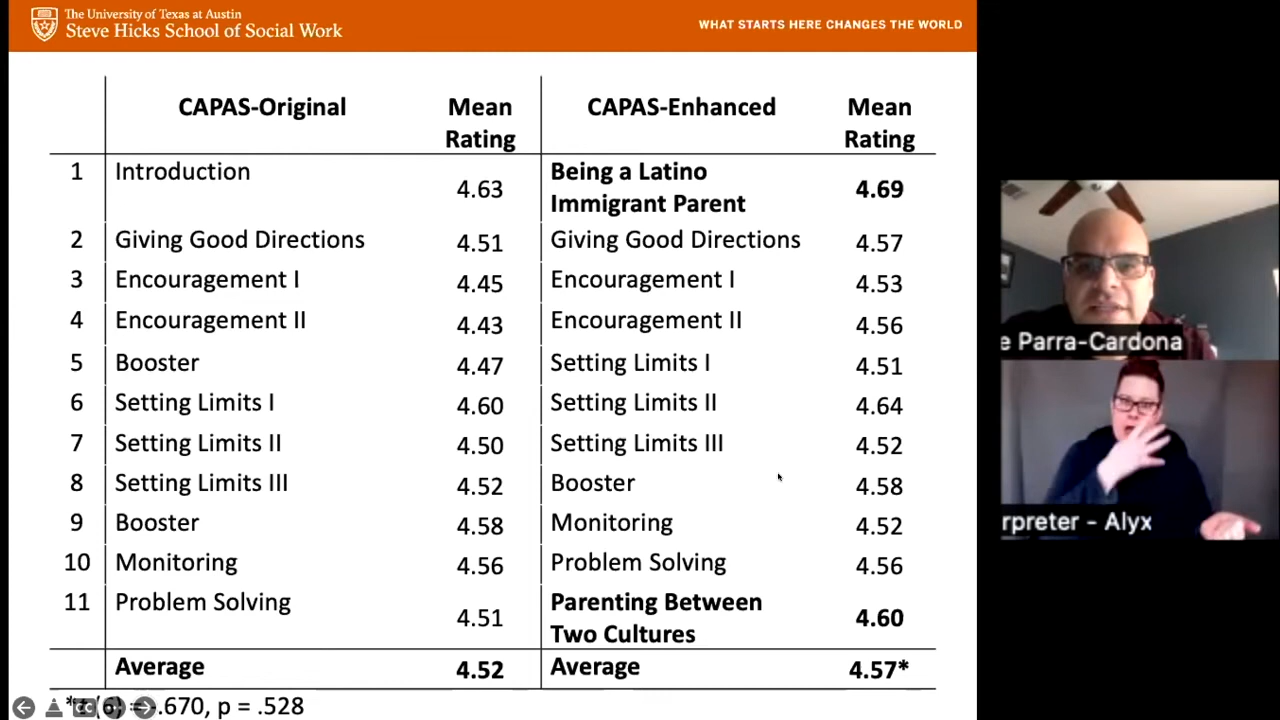 The University of Texas at Austin
Steve Hicks School of Social Work
WHAT STARTS HERE CHANGES THE WORLD
CAPAS-Original Mean Rating CAPAS-Enhanced Mean Rating
1 Introduction 4.63 Being a Latino Immigrant Parent 4.69
2 Giving Good Directions 4.51 Giving Good Directions 4.57
3 Encouragement I 4.45 Encouragement I 4.53
4 Encouragement II 4.43 Encouragement II 4.56
5 Booster 4.47 Setting Limits I 4.51
6 Setting Limits I 4.60 Setting Limits II 4.64
7 Setting Limits II 4.50 Setting Limits III 4.52
8 Setting Limits III 4.52 Booster 4.58
9 Booster 4.58 Monitoring 4.52
10 Monitoring 4.56 Problem Solving 4.56
11 Problem Solving 4.51 Parenting Between Two Cultures 4.60
Average 4.52 Average 4.57*
(6) .670, p = .528
e Parra-Cardona
rpreter - Alyx